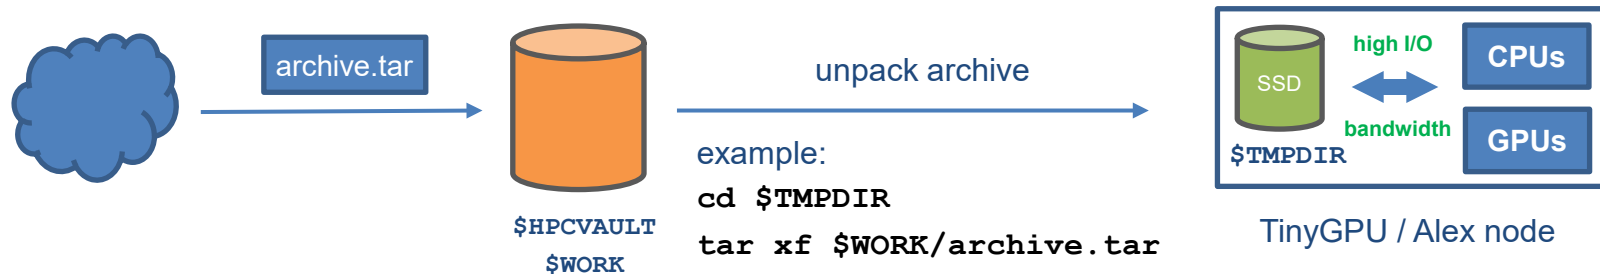 archive.tar
$HPCVAULT
$WORK
unpack archive
example:
cd $TMPDIR
tar xf $WORK/archive.tar
SSD
$TMPDIR
high I/O
bandwidth
CPUs
GPUs
TinyGPU / Alex node